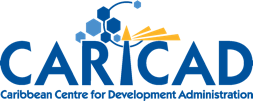 CARICAD
Caribbean Centre for Development Administration